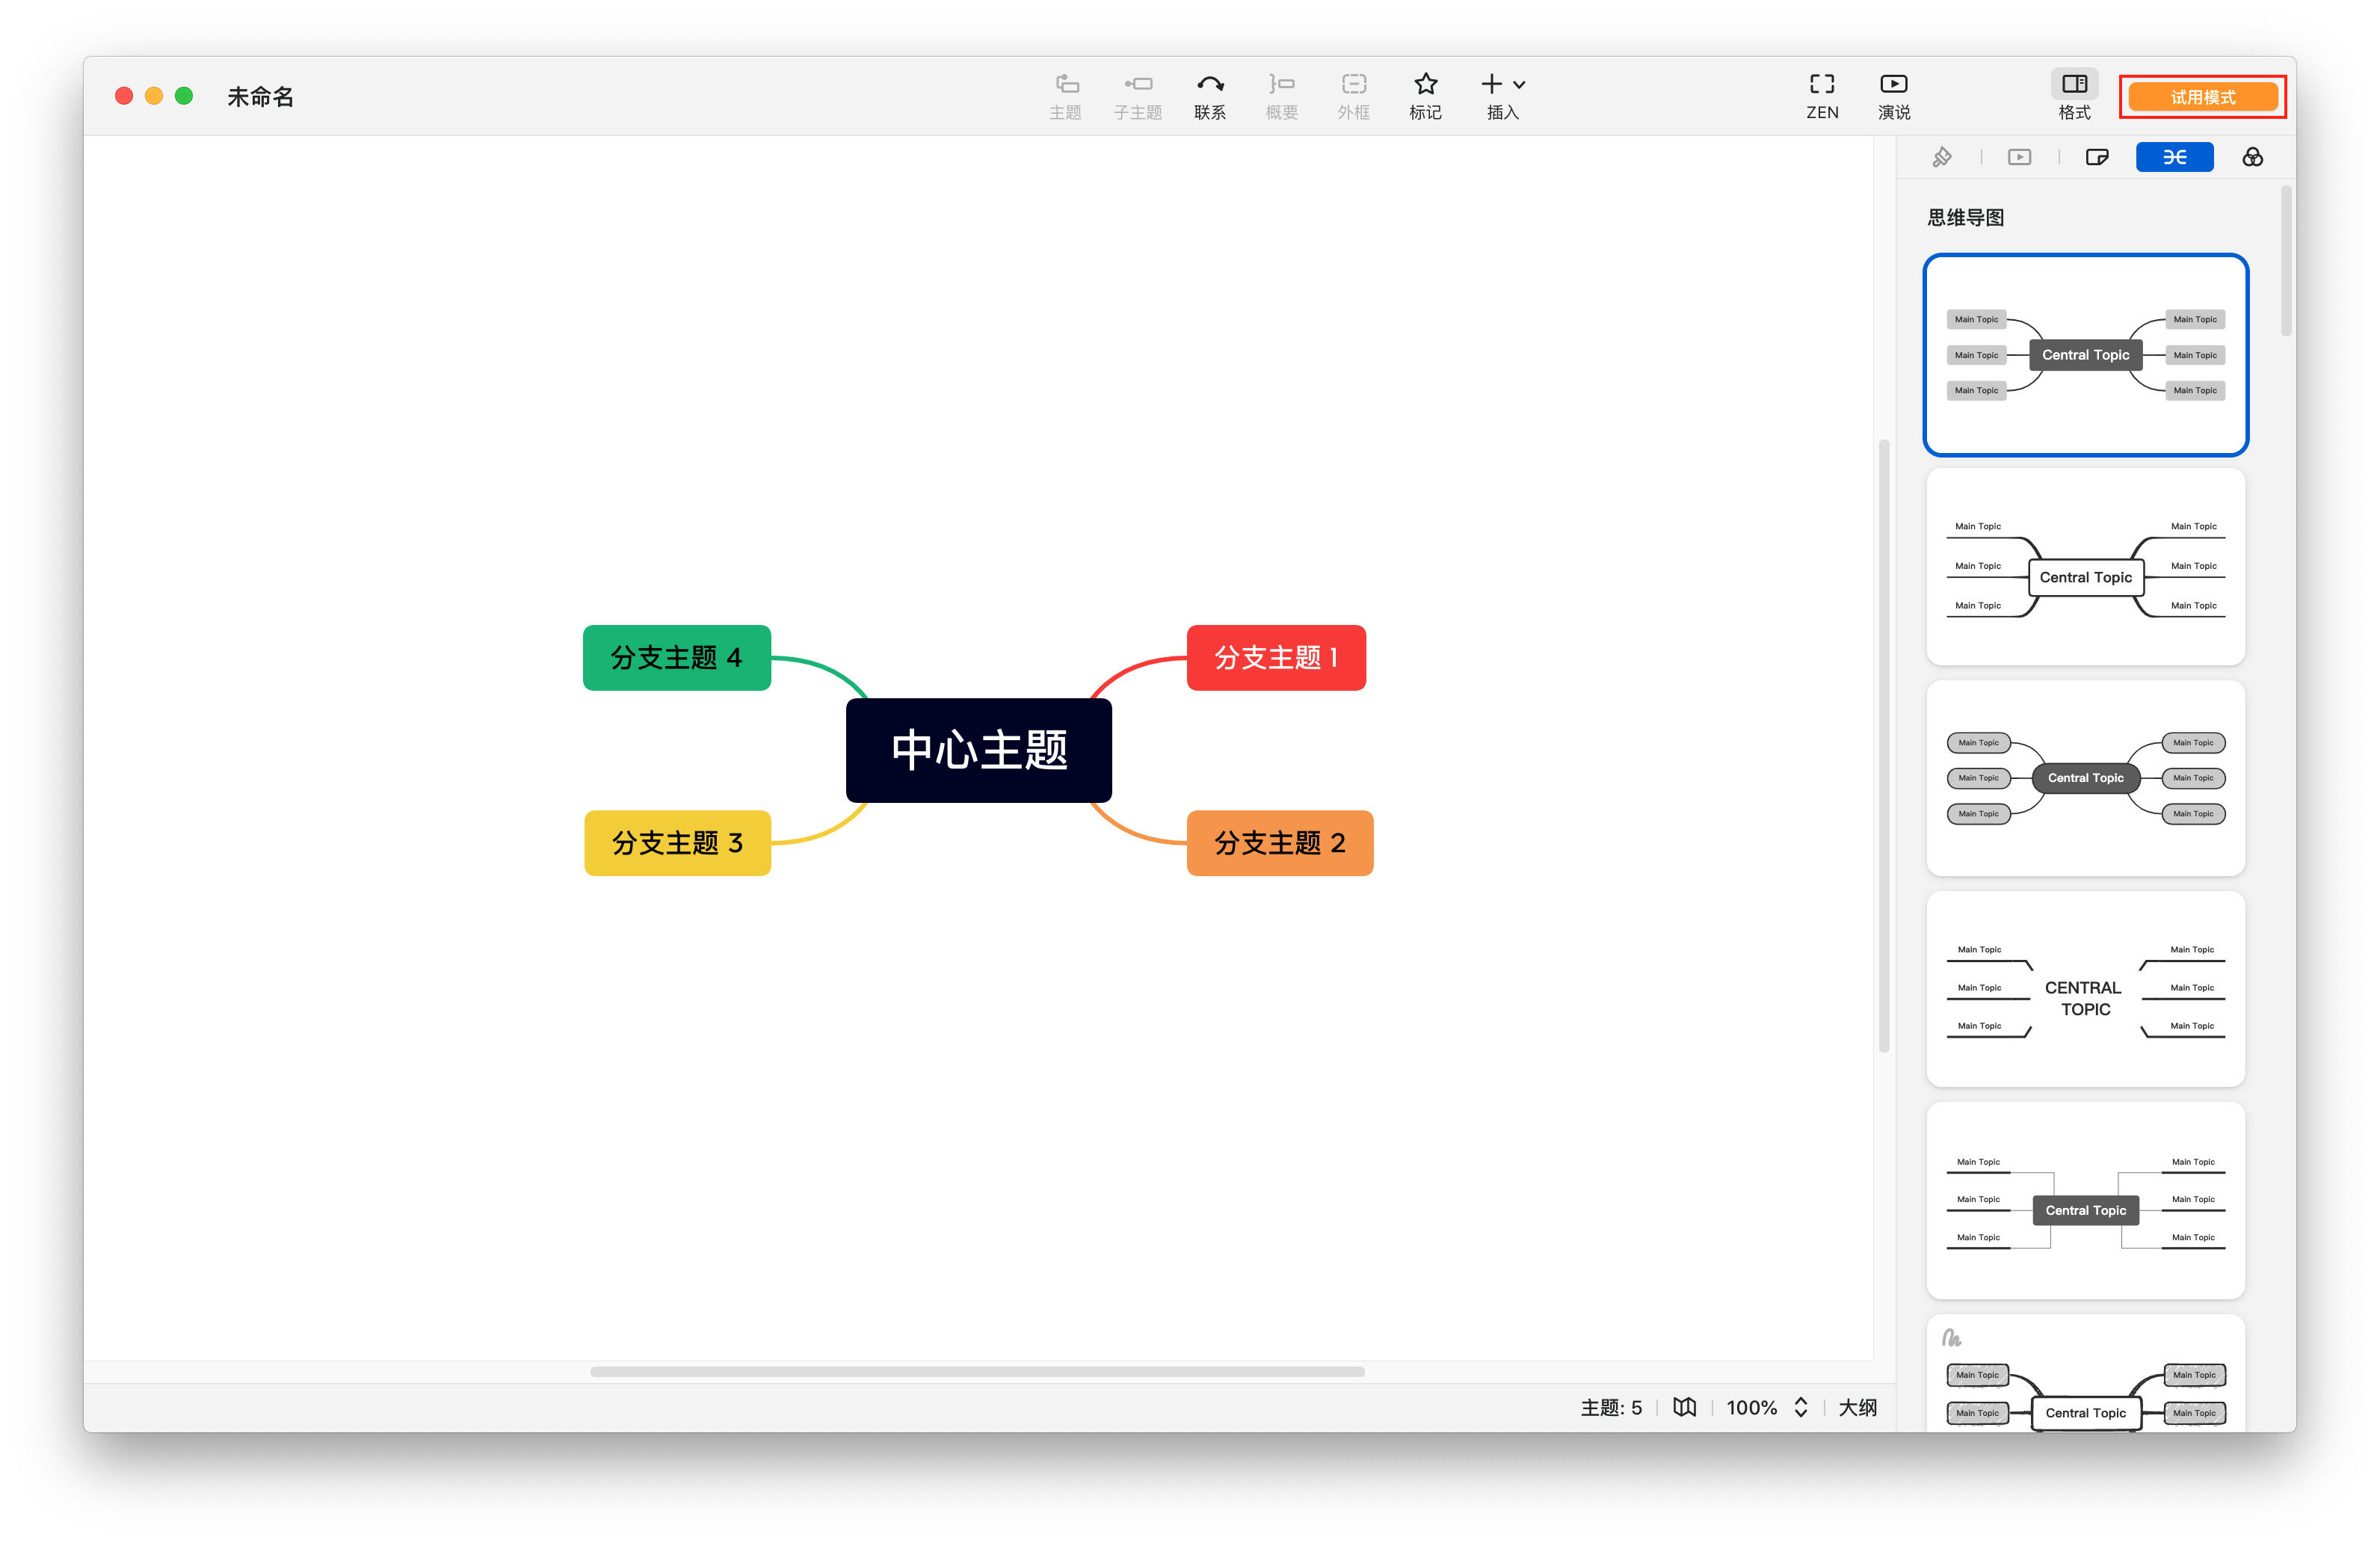 未命名
主题
子主题
联系
概要
外框
标记
插入
ZEN
演说
格式
试用模式
思维导图
Main Topic
Main Topic
Main Topic
Central Topic
Main Topic
Main Topic
Main Topic
Main Topic
Main Topic
Main Topic
Central Topic
Main Topic
Main Topic
Main Topic
Main Topic
Main Topic
Main Topic
Central Topic
Main Topic
Main Topic
Main Topic
Main Topic
Main Topic
Main Topic
CENTRAL
TOPIC
Main Topic
Main Topic
Main Topic
Main Topic
Main Topic
Main Topic
Central Topic
Main Topic
Main Topic
Main Topic
Main Topic
Main Topic
Central Topic
Main Topic
Main Topic
分支主题 4
分支主题 1
中心主题
分支主题 3
分支主题 2
主题: 5
100%
大纲